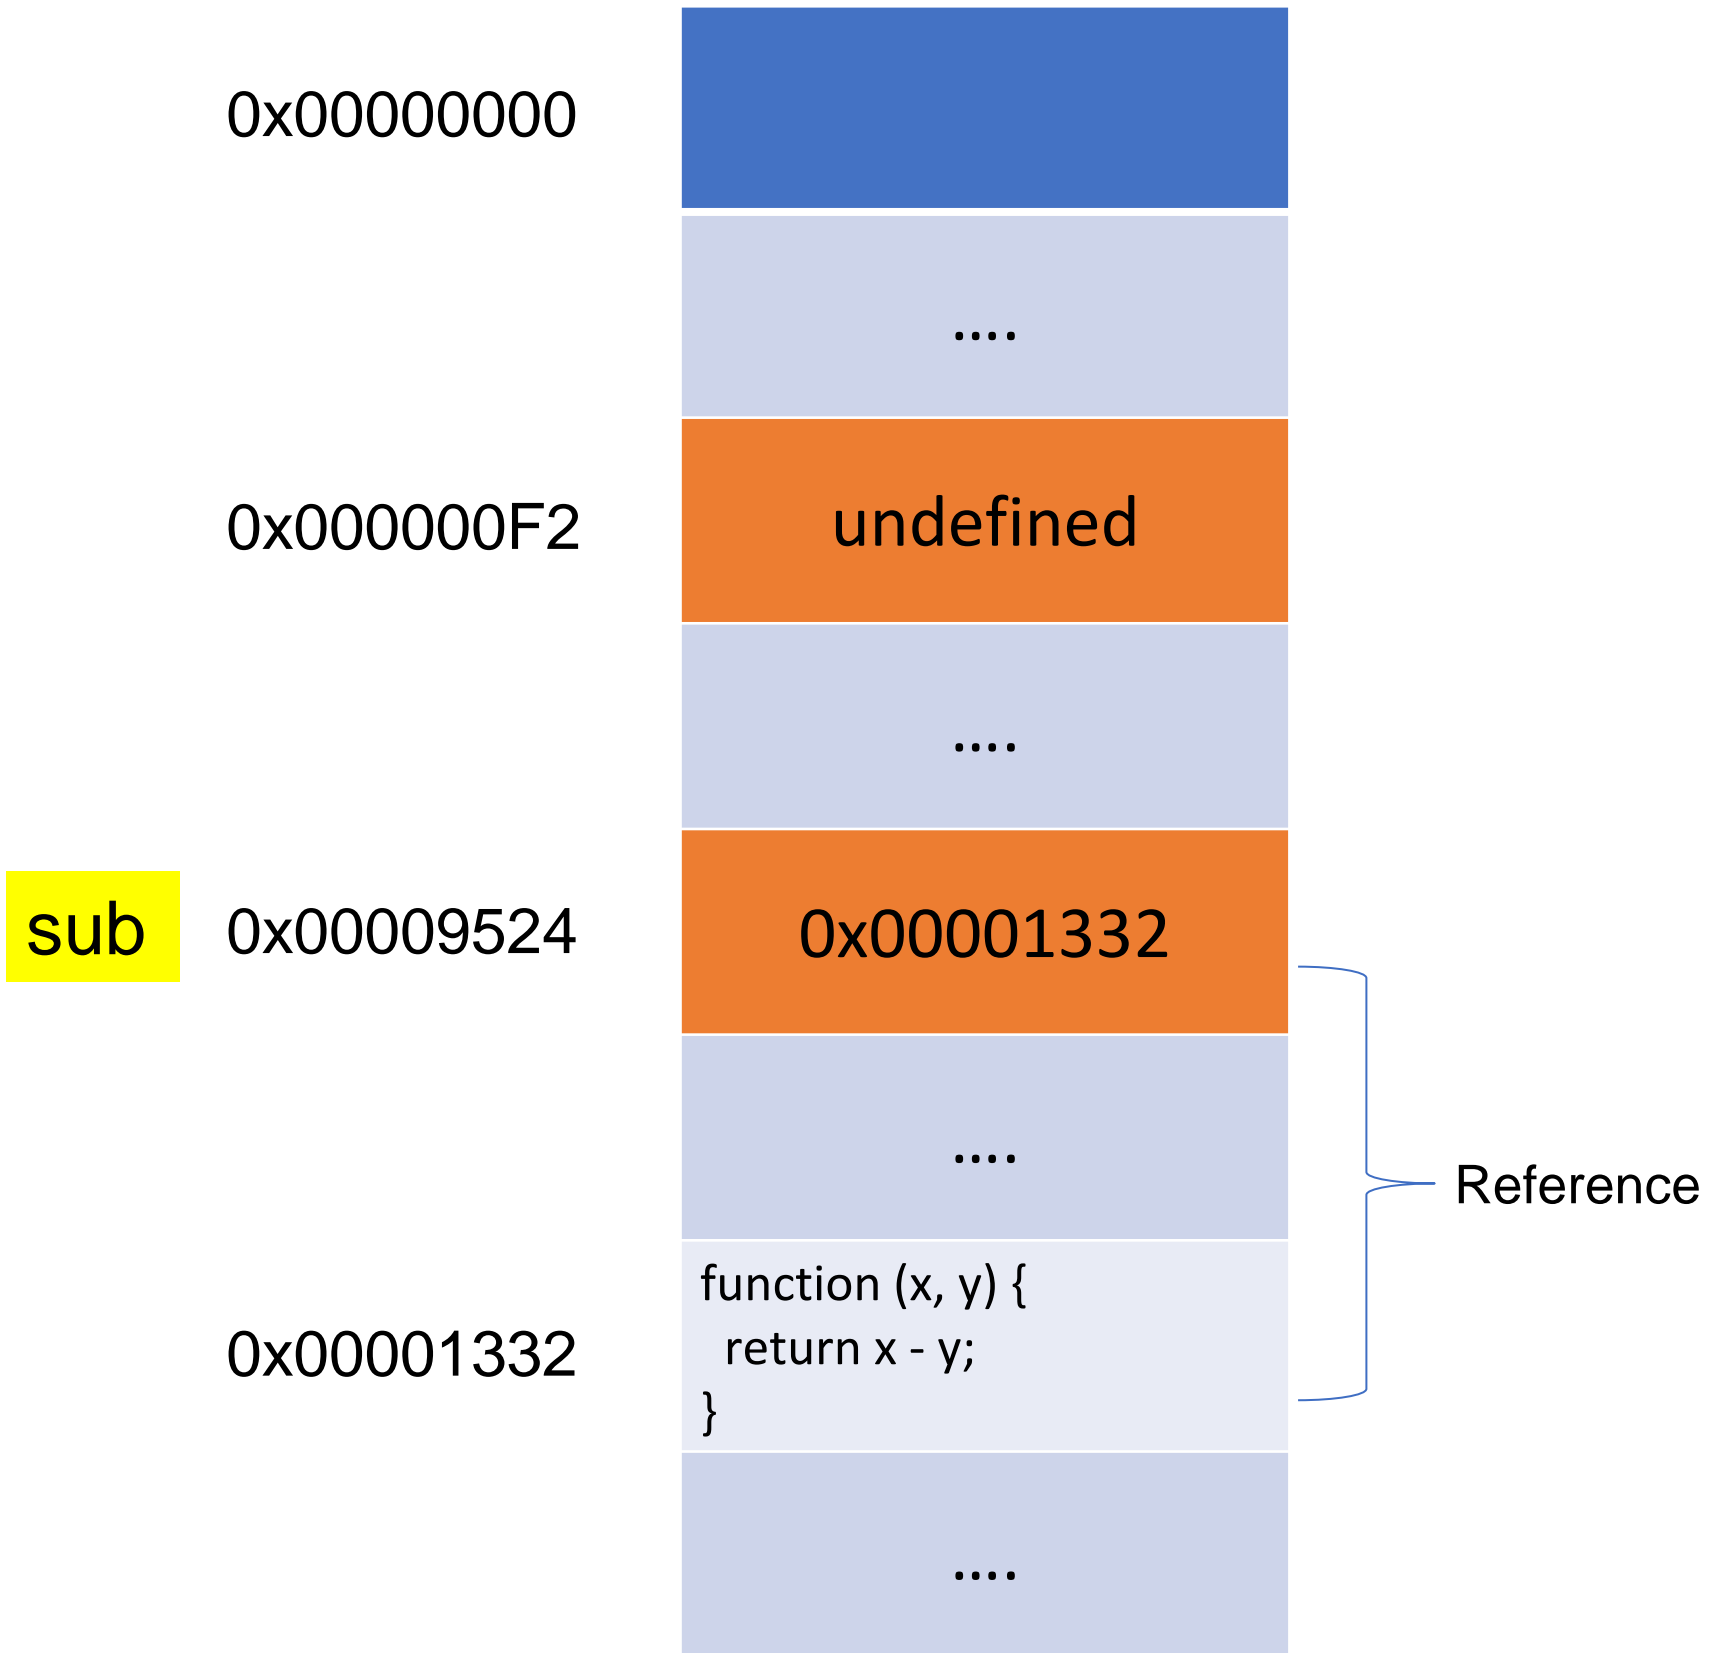 0x00000000
....
0x000000F2
undefined
....
sub
0x00009524
0x00001332
....
Reference
0x00001332
function (x, y) {
return x - y;
}
....